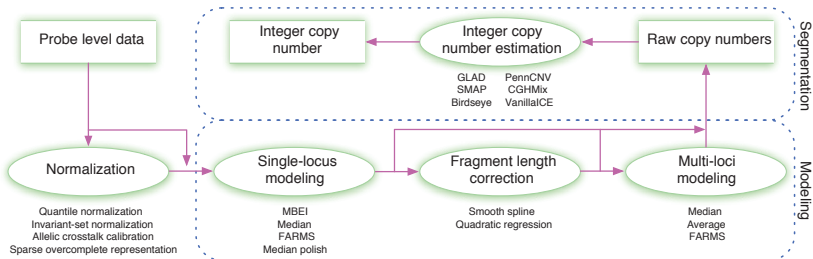 Probe level data
Integer copy
number
Integer copy
number estimation
Raw copy numbers
GLAD PennCNV
SMAP CGHMix
Birdseye VanillaICE
Segmentation
Normalization
Single-locus
modeling
Fragment length
correction
Multi-loci
modeling
Modeling
Quantile normalization
Invariant-set normalization
Allelic crosstalk calibration
Sparse overcomplete representation
MBEI
Median
FARMS
Median polish
Smooth spline
Quadratic regression
Median
Average
FARMS